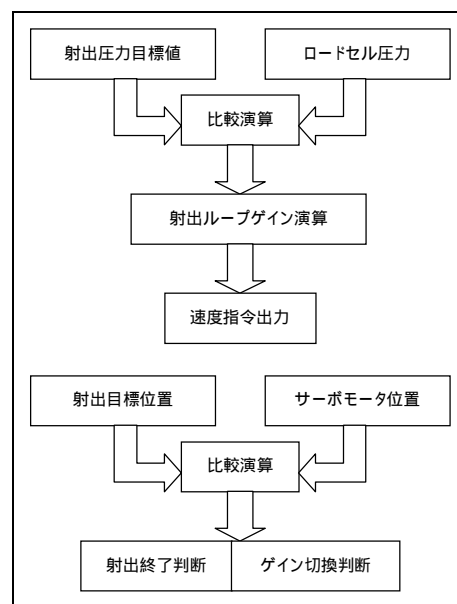 射出圧力目標値
ロードセル圧力
比較演算
射出ループゲイン演算
速度指令出力
射出目標位置
サーボモータ位置
比較演算
射出終了判断
ゲイン切換判断